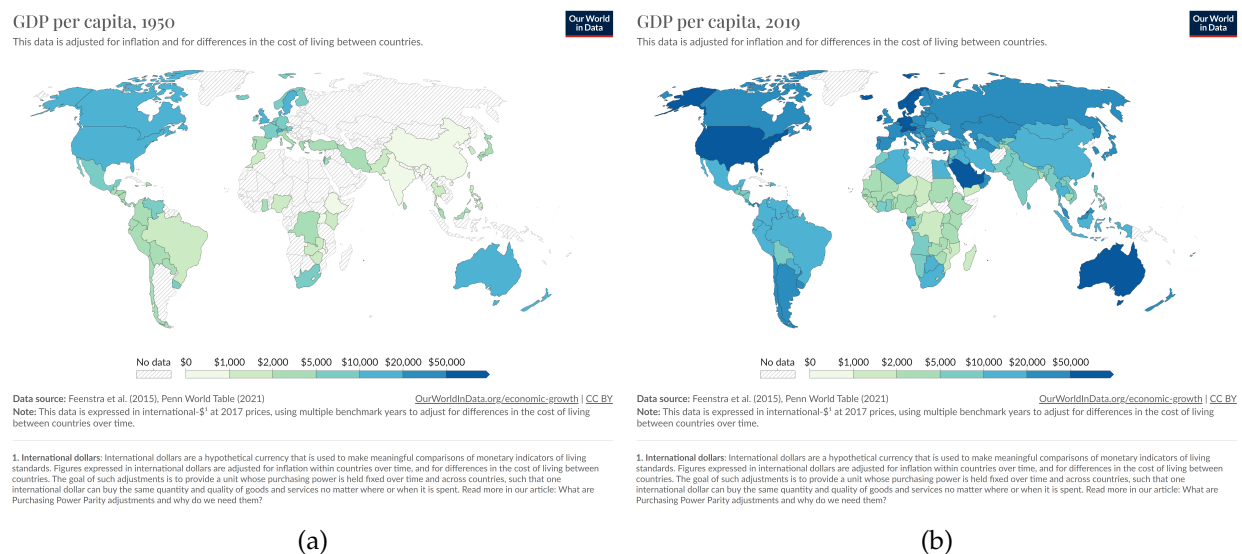 GDP per capita, 1950
Our World
in Data
This data is adjusted for inflation and for differences in the cost of living between countries.
No data $0 $1,000 $2,000 $5,000 $10,000 $20,000 $50,000
Data source: Feenstra et al. (2015), Penn World Table (2021) OurWorldInData.org/economic-growth | CC BY
Note: This data is expressed in international-$¹ at 2017 prices, using multiple benchmark years to adjust for differences in the cost of living
between countries over time.
1. International dollars: International dollars are a hypothetical currency that is used to make meaningful comparisons of monetary indicators of living
standards. Figures expressed in international dollars are adjusted for inflation within countries over time, and for differences in the cost of living between
countries. The goal of such adjustments is to provide a unit whose purchasing power is held fixed over time and across countries, such that one
international dollar can buy the same quantity and quality of goods and services no matter where or when it is spent. Read more in our article: What are
Purchasing Power Parity adjustments and why do we need them?
(a)
GDP per capita, 2019
Our World
in Data
This data is adjusted for inflation and for differences in the cost of living between countries.
No data $0 $1,000 $2,000 $5,000 $10,000 $20,000 $50,000
Data source: Feenstra et al. (2015), Penn World Table (2021) OurWorldInData.org/economic-growth | CC BY
Note: This data is expressed in international-$¹ at 2017 prices, using multiple benchmark years to adjust for differences in the cost of living
between countries over time.
1. International dollars: International dollars are a hypothetical currency that is used to make meaningful comparisons of monetary indicators of living
standards. Figures expressed in international dollars are adjusted for inflation within countries over time, and for differences in the cost of living between
countries. The goal of such adjustments is to provide a unit whose purchasing power is held fixed over time and across countries, such that one
international dollar can buy the same quantity and quality of goods and services no matter where or when it is spent. Read more in our article: What are
Purchasing Power Parity adjustments and why do we need them?
(b)